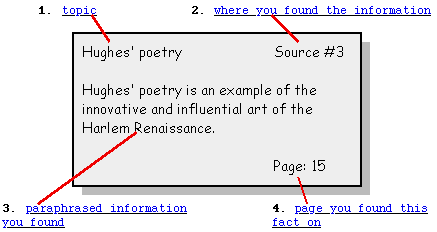 1. topic
2. where you found the information
Hughes' poetry
Source #3
Hughes' poetry is an example of the
innovative and influential art of the
Harlem Renaissance.
Page: 15
3. paraphrased information
you found
4. page you found this
fact on